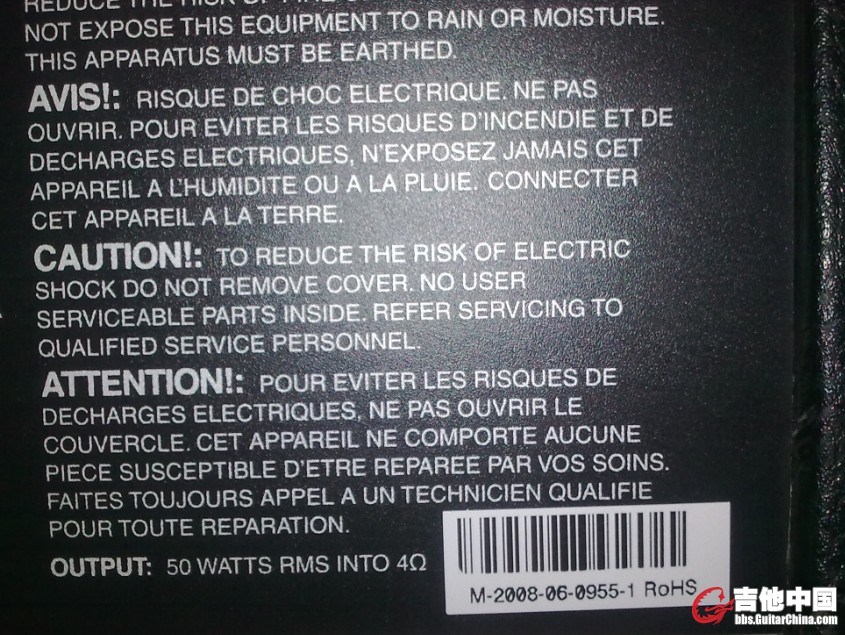 REDUCE THE RISK OF
NOT EXPOSE THIS EQUIPMENT TO RAIN OR MOISTURE.
THIS APPARATUS MUST BE EARTHED.
AVIS!: RISQUE DE CHOC ELECTRIQUE. NE PAS
OUVRIR. POUR EVITER LES RISQUES D'INCENDIE ET DE
DECHARGES ELECTRIQUES, N'EXPOSEZ JAMAIS CET
APPAREIL A L'HUMIDITE OU A LA PLUIE. CONNECTER
CET APPAREIL A LA TERRE.
CAUTION!: TO REDUCE THE RISK OF ELECTRIC
SHOCK DO NOT REMOVE COVER. NO USER
SERVICEABLE PARTS INSIDE. REFER SERVICING TO
QUALIFIED SERVICE PERSONNEL.
ATTENTION!: POUR EVITER LES RISQUES DE
DECHARGES ELECTRIQUES, NE PAS OUVRIR LE
COUVERCLE. CET APPAREIL NE COMPORTE AUCUNE
PIECE SUSCEPTIBLE D'ETRE REPAREE PAR VOS SOINS.
FAITES TOUJOURS APPEL A UN TECHNICIEN QUALIFIE
POUR TOUTE REPARATION.
OUTPUT: 50 WATTS RMS INTO 4Ω
M-2008-06-0955-1 RoHS
吉他中国
bbs.GuitarChina.com